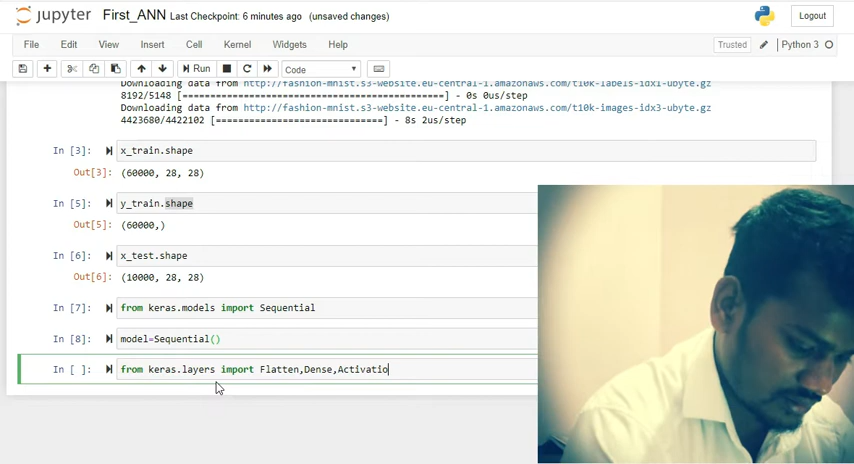 jupyter First_ANN Last Checkpoint: 6 minutes ago (unsaved changes) Logout
File Edit View Insert Cell Kernel Widgets Help Trusted Python 3
Run Code
Downloading data from http://fashion-mnist.s3-website.eu-central-1.amazonaws.com/t10k-labels-idx1-ubyte.gz
8192/5148 [==============================================] - 0s 0us/step
Downloading data from http://fashion-mnist.s3-website.eu-central-1.amazonaws.com/t10k-images-idx3-ubyte.gz
4423680/4422102 [==============================] - 8s 2us/step
In [3]: x_train.shape
Out[3]: (60000, 28, 28)
In [5]: y_train.shape
Out[5]: (60000,)
In [6]: x_test.shape
Out[6]: (10000, 28, 28)
In [7]: from keras.models import Sequential
In [8]: model=Sequential()
In [ ]: from keras.layers import Flatten,Dense,Activatio